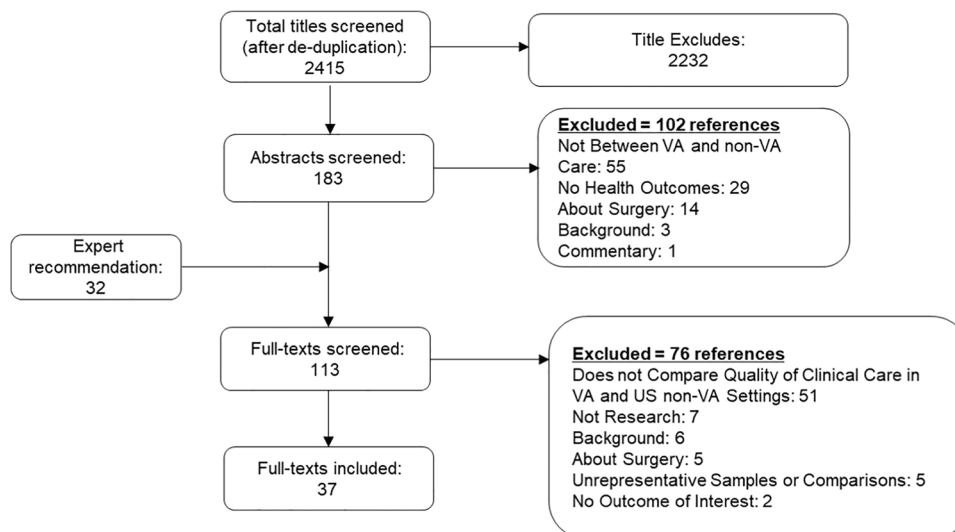 Total titles screened
(after de-duplication):
2415
Title Excludes:
2232
Abstracts screened:
183
Excluded = 102 references
Not Between VA and non-VA
Care: 55
No Health Outcomes: 29
About Surgery: 14
Background: 3
Commentary: 1
Expert
recommendation:
32
Full-texts screened:
113
Excluded = 76 references
Does not Compare Quality of Clinical Care in
VA and US non-VA Settings: 51
Not Research: 7
Background: 6
About Surgery: 5
Unrepresentative Samples or Comparisons: 5
No Outcome of Interest: 2
Full-texts included:
37